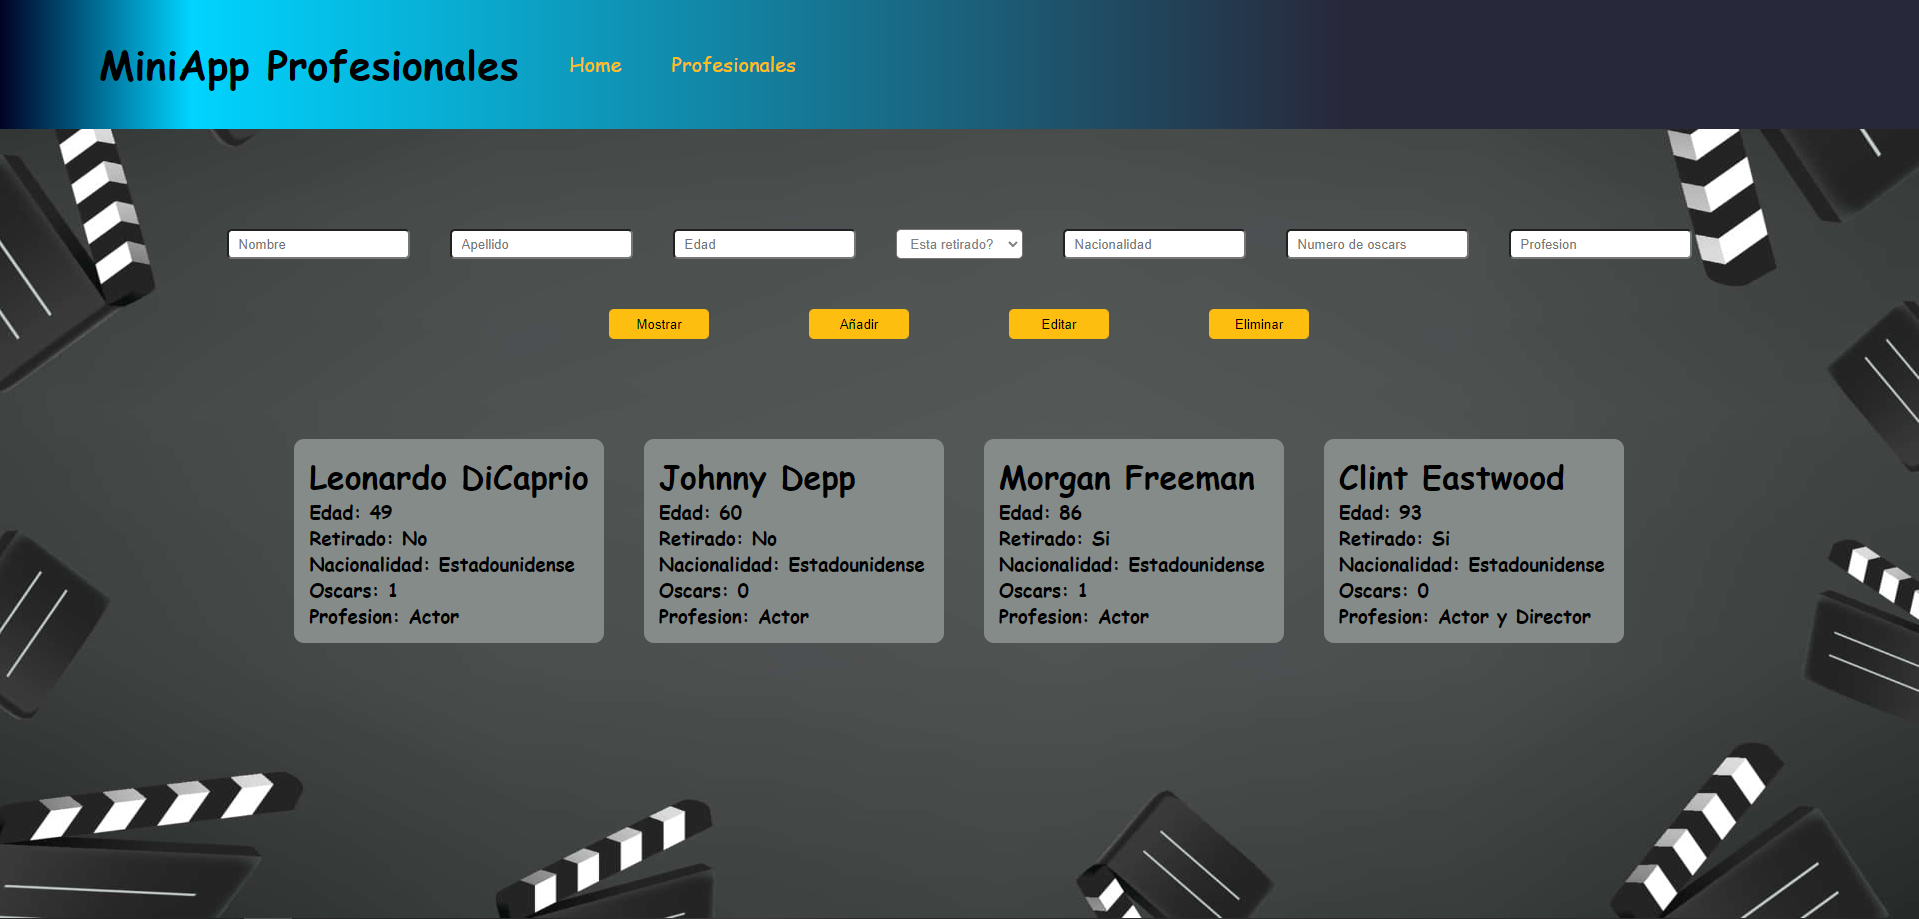 MiniApp Profesionales
Home
Profesionales
Nombre
Apellido
Edad
Esta retirado?
Nacionalidad
Numero de oscars
Profesion
Mostrar
Añadir
Editar
Eliminar
Leonardo DiCaprio
Edad: 49
Retirado: No
Nacionalidad: Estadounidense
Oscars: 1
Profesion: Actor
Johnny Depp
Edad: 60
Retirado: No
Nacionalidad: Estadounidense
Oscars: 0
Profesion: Actor
Morgan Freeman
Edad: 86
Retirado: Si
Nacionalidad: Estadounidense
Oscars: 1
Profesion: Actor
Clint Eastwood
Edad: 93
Retirado: Si
Nacionalidad: Estadounidense
Oscars: 0
Profesion: Actor y Director